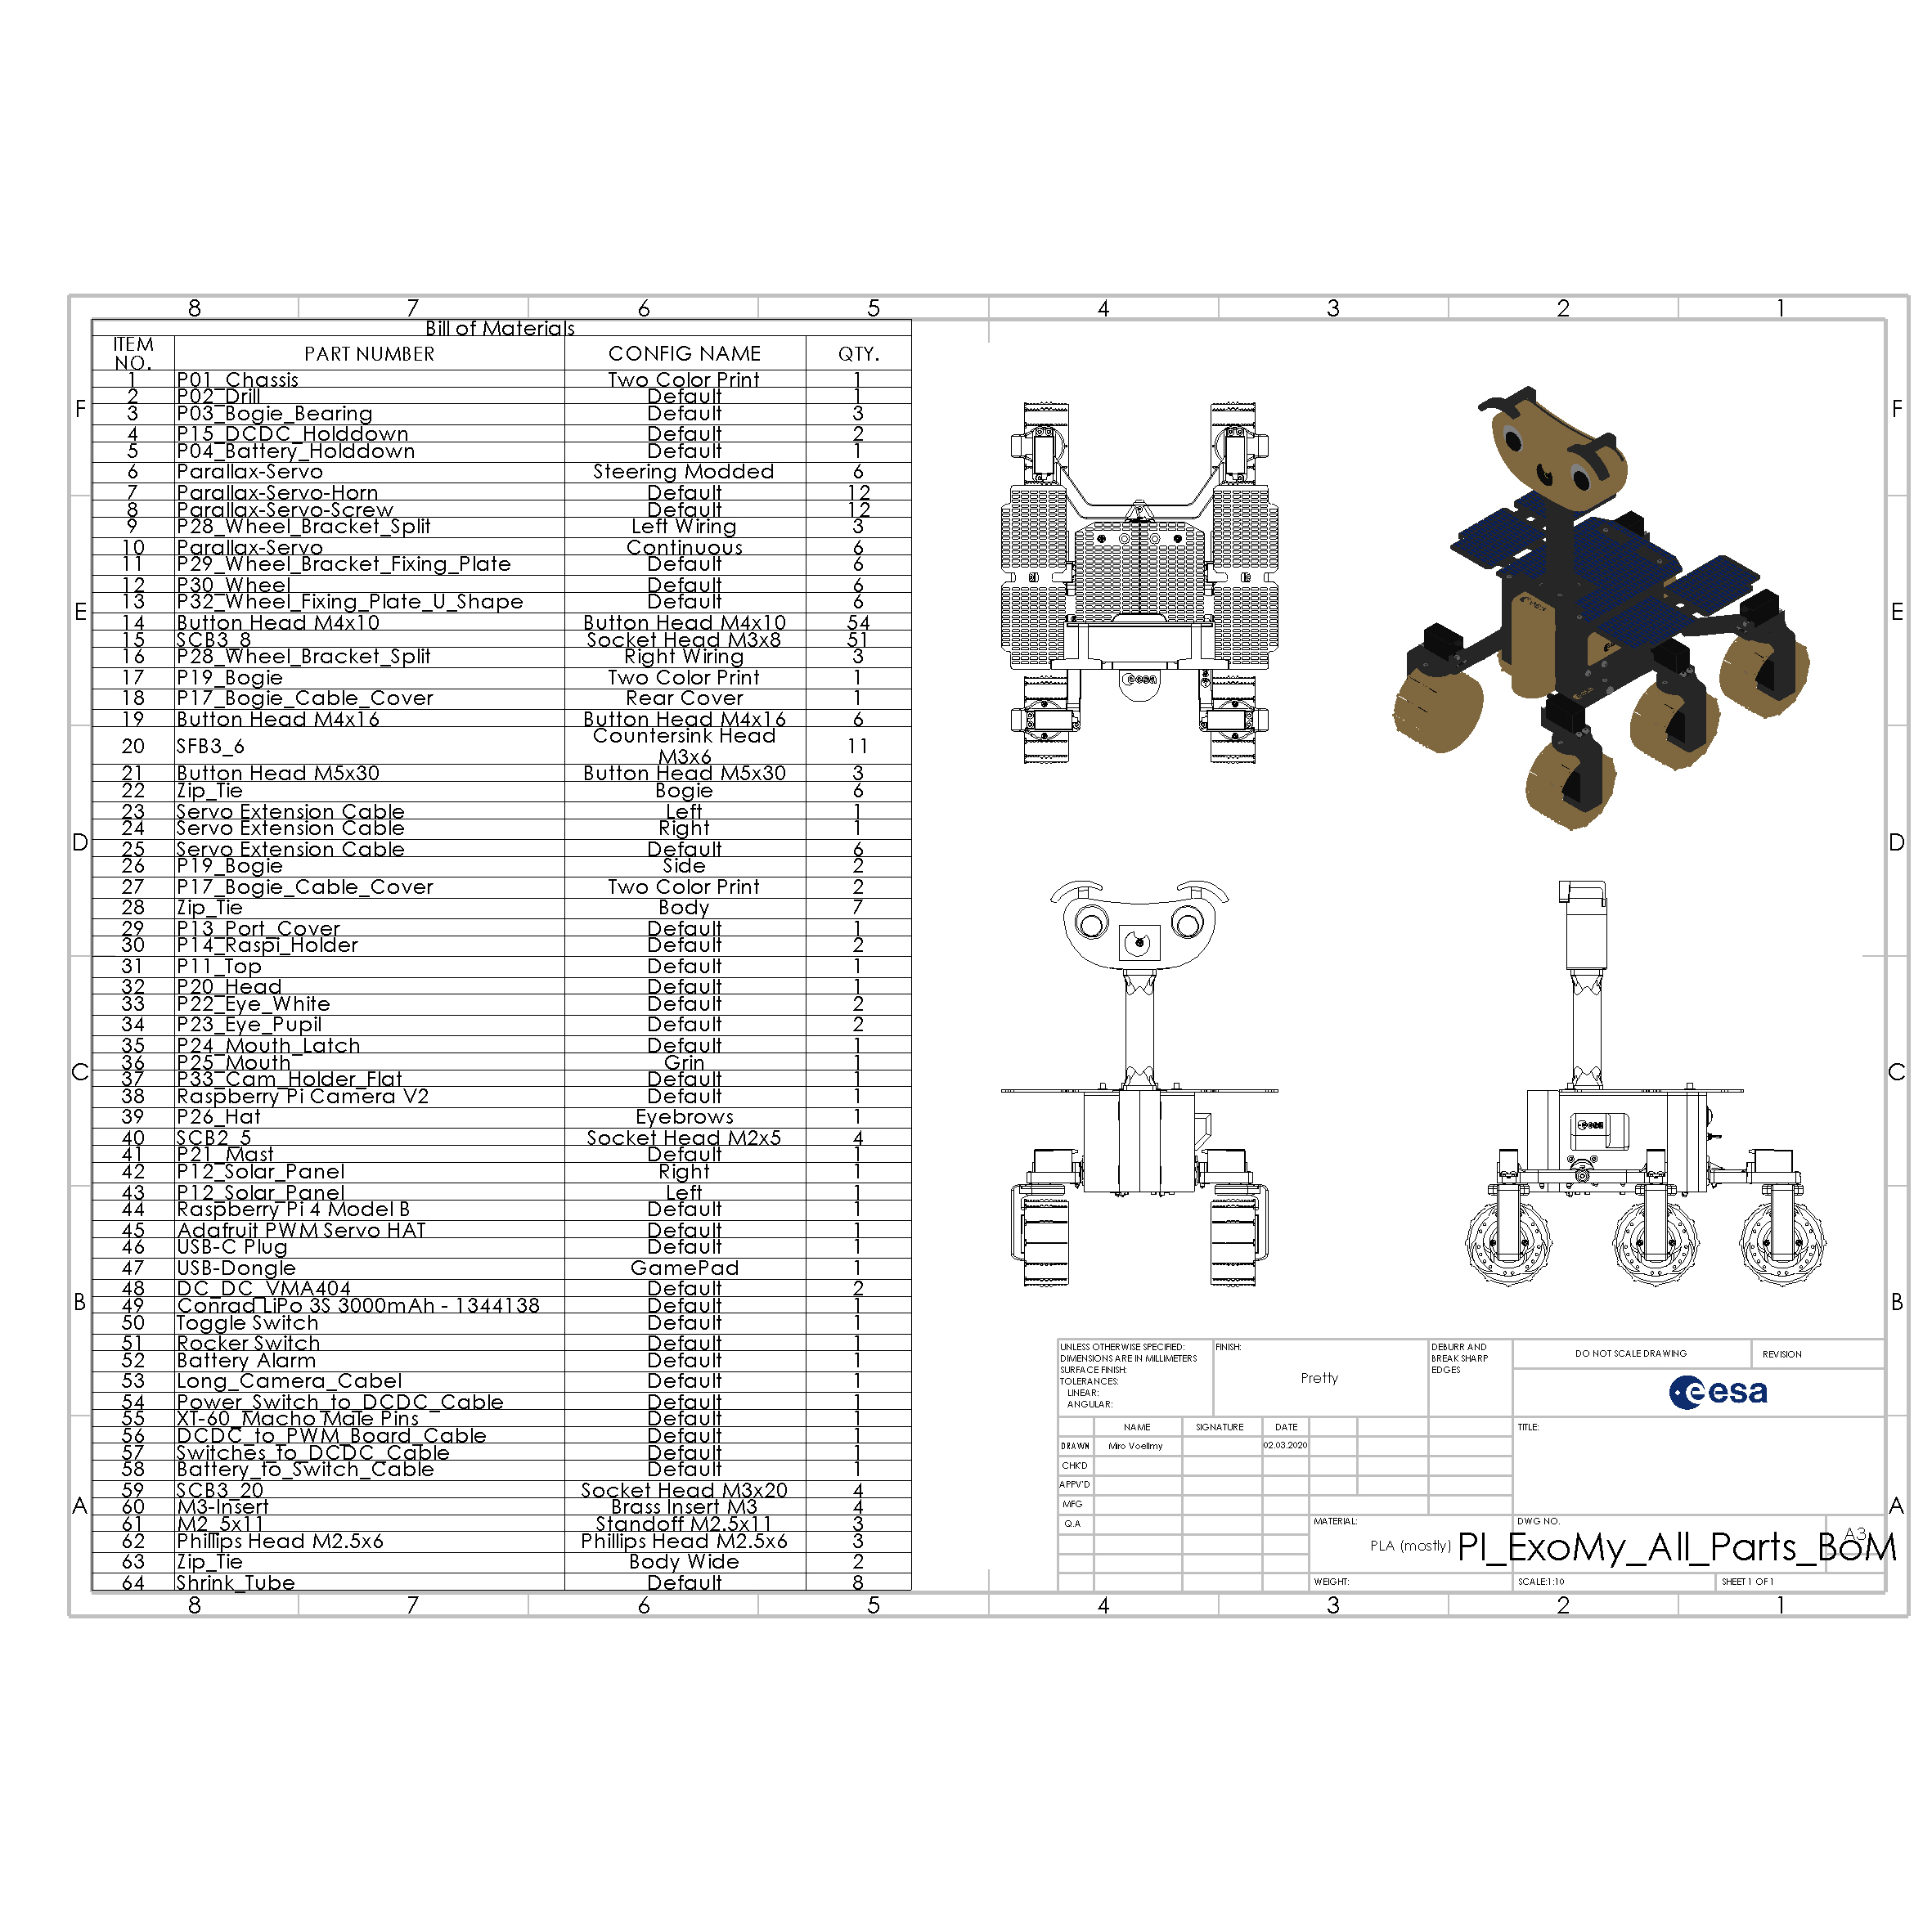 8 7 6 5 4 3 2 1
Bill of Materials
ITEM NO. PART NUMBER CONFIG NAME QTY.
1 P01_Chassis Two Color Print 1
2 P02_Drill Default 1
F F
3 P03_Bogie_Bearing Default 3
4 P15_DCDC_Holddown Default 2
5 P04_Battery_Holddown Default 1
6 Parallax-Servo Steering Modded 6
7 Parallax-Servo-Horn Default 12
8 Parallax-Servo-Screw Default 12
9 P28_Wheel_Bracket_Split Left Wiring 3
10 Parallax-Servo Continuous 6
11 P29_Wheel_Bracket_Fixing_Plate Default 6
12 P30_Wheel Default 6
13 P32_Wheel_Fixing_Plate_U_Shape Default 6
E E
14 Button Head M4x10 Button Head M4x10 54
15 SCB3_8 Socket Head M3x8 51
16 P28_Wheel_Bracket_Split Right Wiring 3
17 P19_Bogie Two Color Print 1
18 P17_Bogie_Cable_Cover Rear Cover 1
19 Button Head M4x16 Button Head M4x16 6
20 SFB3_6 Countersink Head M3x6 11
21 Button Head M5x30 Button Head M5x30 3
22 Zip_Tie Bogie 6
23 Servo Extension Cable Left 1
24 Servo Extension Cable Right 1
D D
25 Servo Extension Cable Default 6
26 P19_Bogie Side 2
27 P17_Bogie_Cable_Cover Two Color Print 2
28 Zip_Tie Body 7
29 P13_Port_Cover Default 1
30 P14_Raspi_Holder Default 2
31 P11_Top Default 1
32 P20_Head Default 1
33 P22_Eye_White Default 2
34 P23_Eye_Pupil Default 2
35 P24_Mouth_Latch Default 1
36 P25_Mouth Grin 1
C C
37 P33_Cam_Holder_Flat Default 1
38 Raspberry Pi Camera V2 Default 1
39 P26_Hat Eyebrows 1
40 SCB2_5 Socket Head M2x5 4
41 P21_Mast Default 1
42 P12_Solar_Panel Right 1
43 P12_Solar_Panel Left 1
44 Raspberry Pi 4 Model B Default 1
45 Adafruit PWM Servo HAT Default 1
46 USB-C Plug Default 1
47 USB-Dongle GamePad 1
48 DC_DC_VMA404 Default 2
B B
49 Conrad LiPo 3S 3000mAh - 1344138 Default 1
50 Toggle Switch Default 1
51 Rocker Switch Default 1
52 Battery Alarm Default 1
53 Long_Camera_Cabel Default 1
54 Power_Switch_to_DCDC_Cable Default 1
55 XT-60_Macho Male Pins Default 1
56 DCDC_to_PWM_Board_Cable Default 1
57 Switches_To_DCDC_Cable Default 1
58 Battery_to_Switch_Cable Default 1
59 SCB3_20 Socket Head M3x20 4
A A
60 M3-Insert Brass Insert M3 4
61 M2_5x11 Standoff M2.5x11 3
62 Phillips Head M2.5x6 Phillips Head M2.5x6 3
63 Zip_Tie Body Wide 2
64 Shrink_Tube Default 8
esa
esa
UNLESS OTHERWISE SPECIFIED:
DIMENSIONS ARE IN MILLIMETERS
SURFACE FINISH:
TOLERANCES:
LINEAR:
ANGULAR:
FINISH:
Pretty
DEBURR AND
BREAK SHARP
EDGES
DO NOT SCALE DRAWING
REVISION
esa
NAME SIGNATURE DATE
TITLE:
DRAWN Miro Voellmy 02.03.2020
CHK'D
APPV'D
MFG
Q.A
MATERIAL:
PLA (mostly)
DWG NO.
PI_ExoMy_All_Parts_BoM
A3
WEIGHT:
SCALE:1:10
SHEET 1 OF 1
8 7 6 5 4 3 2 1